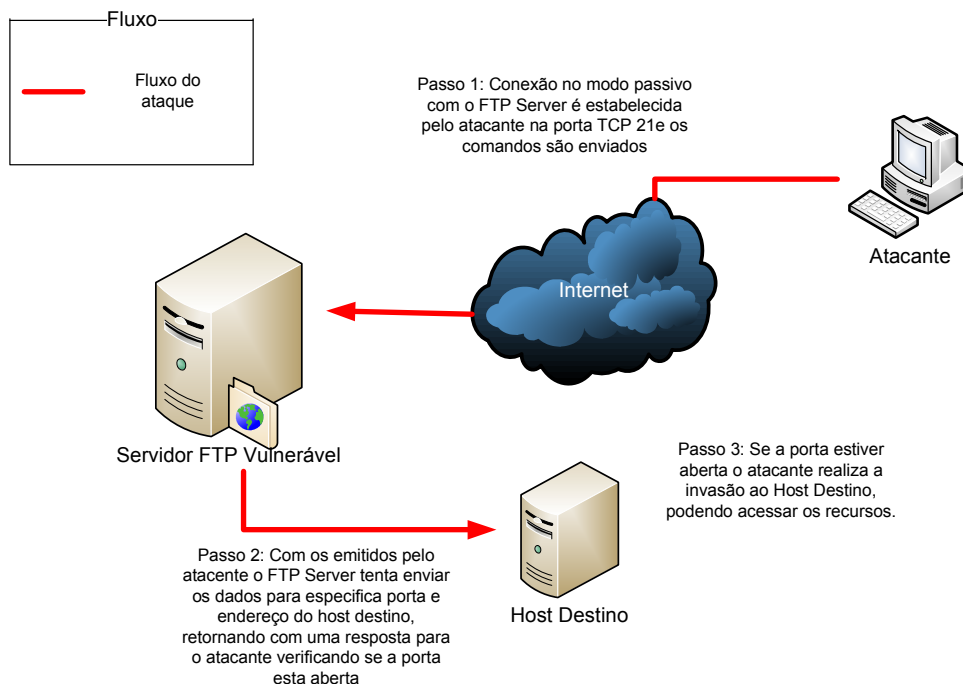 Fluxo
Fluxo do
ataque
Passo 1: Conexão no modo passivo
com o FTP Server é estabelecida
pelo atacante na porta TCP 21e os
comandos são enviados
Atacante
Internet
Servidor FTP Vulnerável
Passo 3: Se a porta estiver
aberta o atacante realiza a
invasão ao Host Destino,
podendo acessar os recursos.
Passo 2: Com os emitidos pelo
atacente o FTP Server tenta enviar
os dados para especifica porta e
endereço do host destino,
retornando com uma resposta para
o atacante verificando se a porta
esta aberta
Host Destino